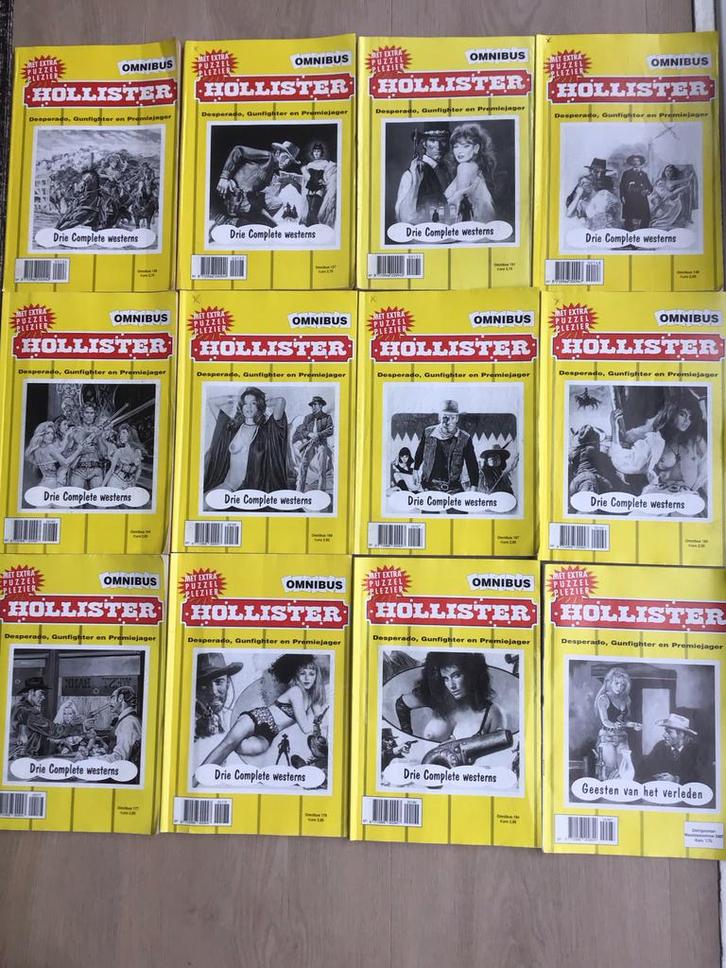 MET EXTRA
PUZZEL
PLEZIER
OMNIBUS
HOLLISTER
Desperado, Gunfighter en Premiejager
Drie Complete westerns
MET EXTRA
PUZZEL
PLEZIER
OMNIBUS
HOLLISTER
Desperado, Gunfighter en Premiejager
Drie Complete westerns
MET EXTRA
PUZZEL
PLEZIER
OMNIBUS
HOLLISTER
Desperado, Gunfighter en Premiejager
Drie Complete westerns
MET EXTRA
PUZZEL
PLEZIER
OMNIBUS
HOLLISTER
Desperado, Gunfighter en Premiejager
Drie Complete westerns
MET EXTRA
PUZZEL
PLEZIER
OMNIBUS
HOLLISTER
Desperado, Gunfighter en Premiejager
Drie Complete westerns
MET EXTRA
PUZZEL
PLEZIER
OMNIBUS
HOLLISTER
Desperado, Gunfighter en Premiejager
Drie Complete westerns
MET EXTRA
PUZZEL
PLEZIER
OMNIBUS
HOLLISTER
Desperado, Gunfighter en Premiejager
Drie Complete westerns
MET EXTRA
PUZZEL
PLEZIER
OMNIBUS
HOLLISTER
Desperado, Gunfighter en Premiejager
Drie Complete westerns
MET EXTRA
PUZZEL
PLEZIER
OMNIBUS
HOLLISTER
Desperado, Gunfighter en Premiejager
Drie Complete westerns
Omnibus 177
MET EXTRA
PUZZEL
PLEZIER
OMNIBUS
HOLLISTER
Desperado, Gunfighter en Premiejager
Drie Complete westerns
Omnibus 178
MET EXTRA
PUZZEL
PLEZIER
OMNIBUS
HOLLISTER
Desperado, Gunfighter en Premiejager
Drie Complete westerns
Omnibus 184
MET EXTRA
PUZZEL
PLEZIER
HOLLISTER
Desperado, Gunfighter en Premiejager
Geesten van het verleden